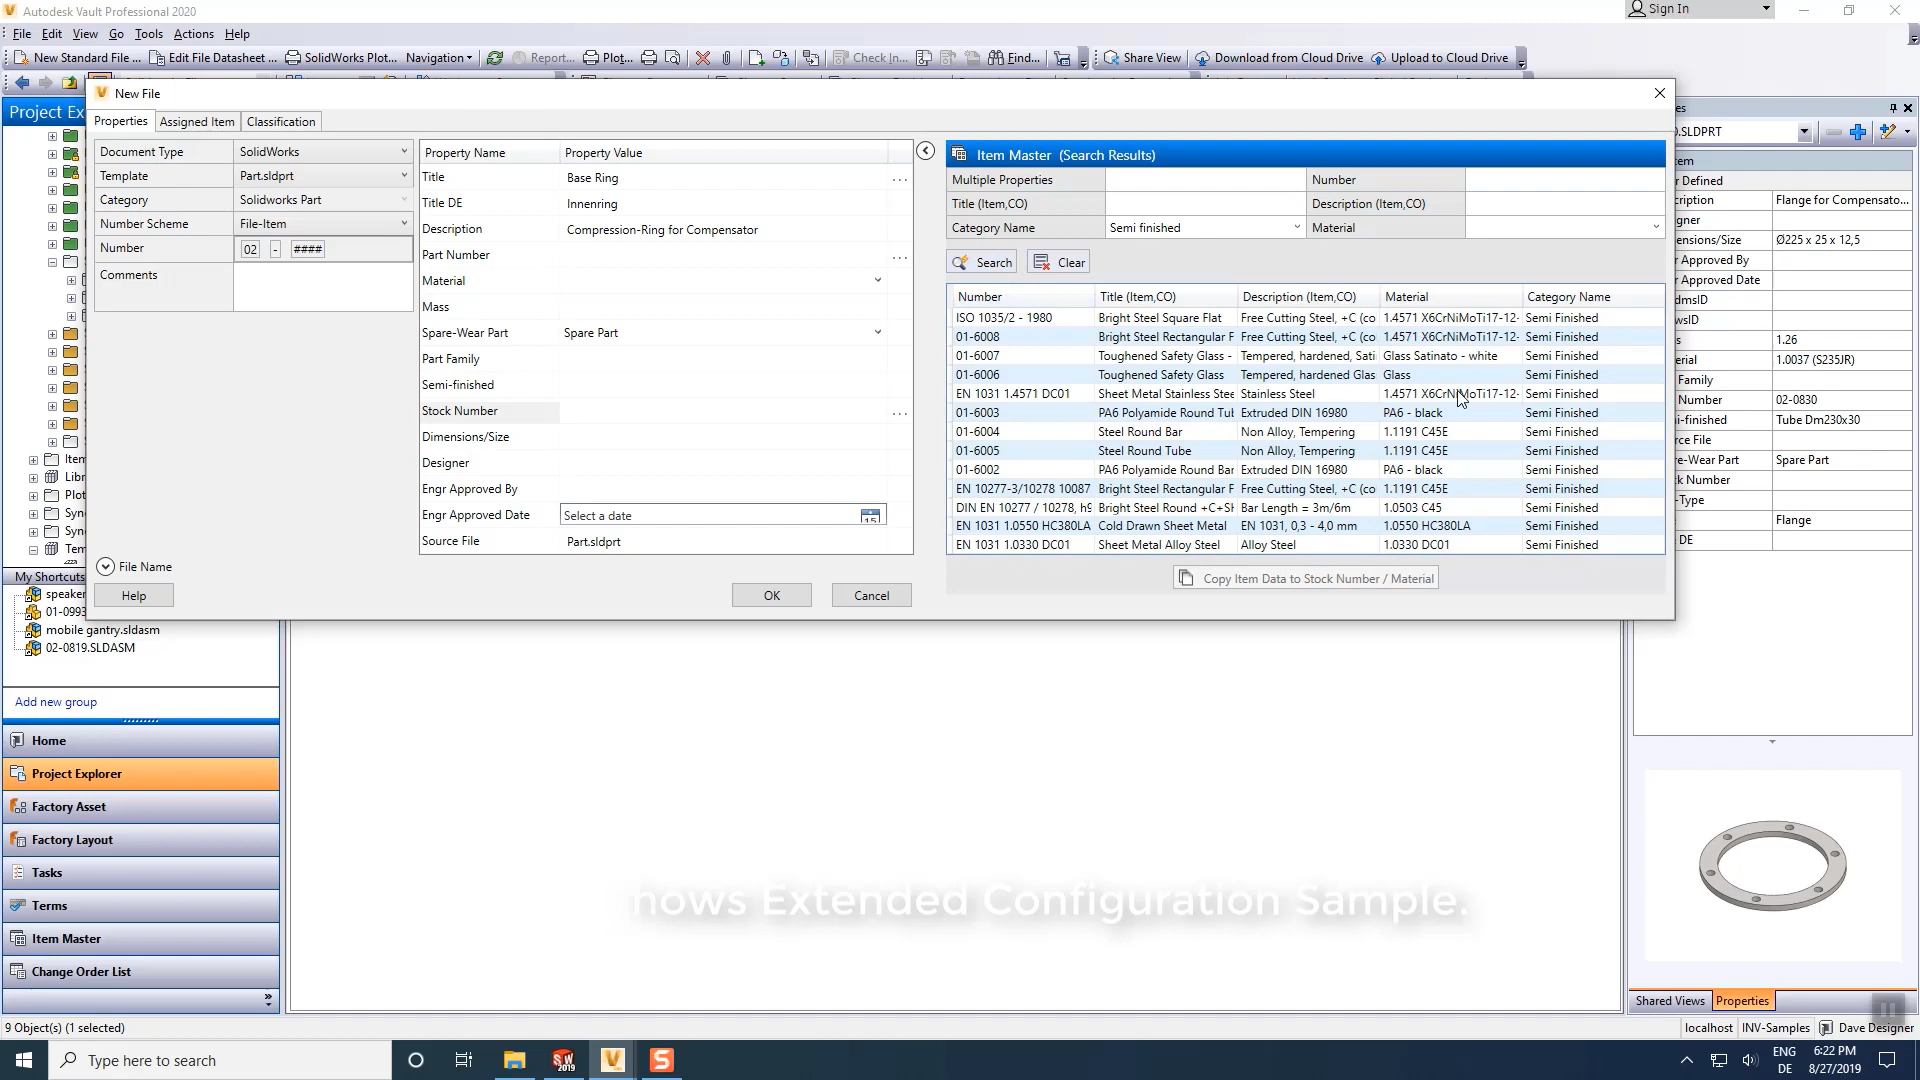 Autodesk Vault Professional 2020
Sign In
File Edit View Go Tools Actions Help
New Standard File ... Edit File Datasheet ... SolidWorks Plot... Navigation Report... Plot... Check In... Find... Share View Download from Cloud Drive Upload to Cloud Drive
Project Ex
New File
Properties Assigned Item Classification
Document Type SolidWorks
Template Part.sldprt
Category Solidworks Part
Number Scheme File-Item
Number 02 - ####
Comments
Property Name Property Value
Title Base Ring ...
Title DE Innenring
Description Compression-Ring for Compensator
Part Number ...
Material
Mass
Spare-Wear Part Spare Part
Part Family
Semi-finished
Stock Number ...
Dimensions/Size
Designer
Engr Approved By
Engr Approved Date Select a date 15
Source File Part.sldprt
File Name
Help OK Cancel
Item Master (Search Results)
Multiple Properties Number
Title (Item,CO) Description (Item,CO)
Category Name Semi finished Material
Search Clear
Number Title (Item,CO) Description (Item,CO) Material Category Name
ISO 1035/2 - 1980 Bright Steel Square Flat Free Cutting Steel, +C (co 1.4571 X6CrNiMoTi17-12- Semi Finished
01-6008 Bright Steel Rectangular F Free Cutting Steel, +C (co 1.4571 X6CrNiMoTi17-12- Semi Finished
01-6007 Toughened Safety Glass - Tempered, hardened, Sati Glass Satinato - white Semi Finished
01-6006 Toughened Safety Glass Tempered, hardened Glas Glass Semi Finished
EN 1031 1.4571 DC01 Sheet Metal Stainless Stee Stainless Steel 1.4571 X6CrNiMoTi17-12- Semi Finished
01-6003 PA6 Polyamide Round Tul Extruded DIN 16980 PA6 - black Semi Finished
01-6004 Steel Round Bar Non Alloy, Tempering 1.1191 C45E Semi Finished
01-6005 Steel Round Tube Non Alloy, Tempering 1.1191 C45E Semi Finished
01-6002 PA6 Polyamide Round Bar Extruded DIN 16980 PA6 - black Semi Finished
EN 10277-3/10278 10087 Bright Steel Rectangular F Free Cutting Steel, +C (co 1.1191 C45E Semi Finished
DIN EN 10277 / 10278, h9 Bright Steel Round +C+SH Bar Length = 3m/6m 1.0503 C45 Semi Finished
EN 1031 1.0550 HC380LA Cold Drawn Sheet Metal EN 1031, 0,3 - 4,0 mm 1.0550 HC380LA Semi Finished
EN 1031 1.0330 DC01 Sheet Metal Alloy Steel Alloy Steel 1.0330 DC01 Semi Finished
Copy Item Data to Stock Number / Material
es
.SLDPRT
tem
r Defined
cription Flange for Compensato...
gner
ensions/Size Ø225 x 25 x 12,5
r Approved By
r Approved Date
dmsID
wsID
s 1.26
erial 1.0037 (S235JR)
Family
Number 02-0830
i-finished Tube Dm230x30
rce File
e-Wear Part Spare Part
k Number
-Type
Flange
DE
Item
Libr
Plot
Sync
Sync
Tem
My Shortcuts
speaker
01-0993
mobile gantry.sldasm
02-0819.SLDASM
Add new group
Home
Project Explorer
Factory Asset
Factory Layout
Tasks
Terms
Item Master
Change Order List
hows Extended Configuration Sample.
Shared Views Properties
9 Object(s) (1 selected)
localhost INV-Samples Dave Designer
Type here to search
SW 2019
S
ENG
DE
6:22 PM
8/27/2019